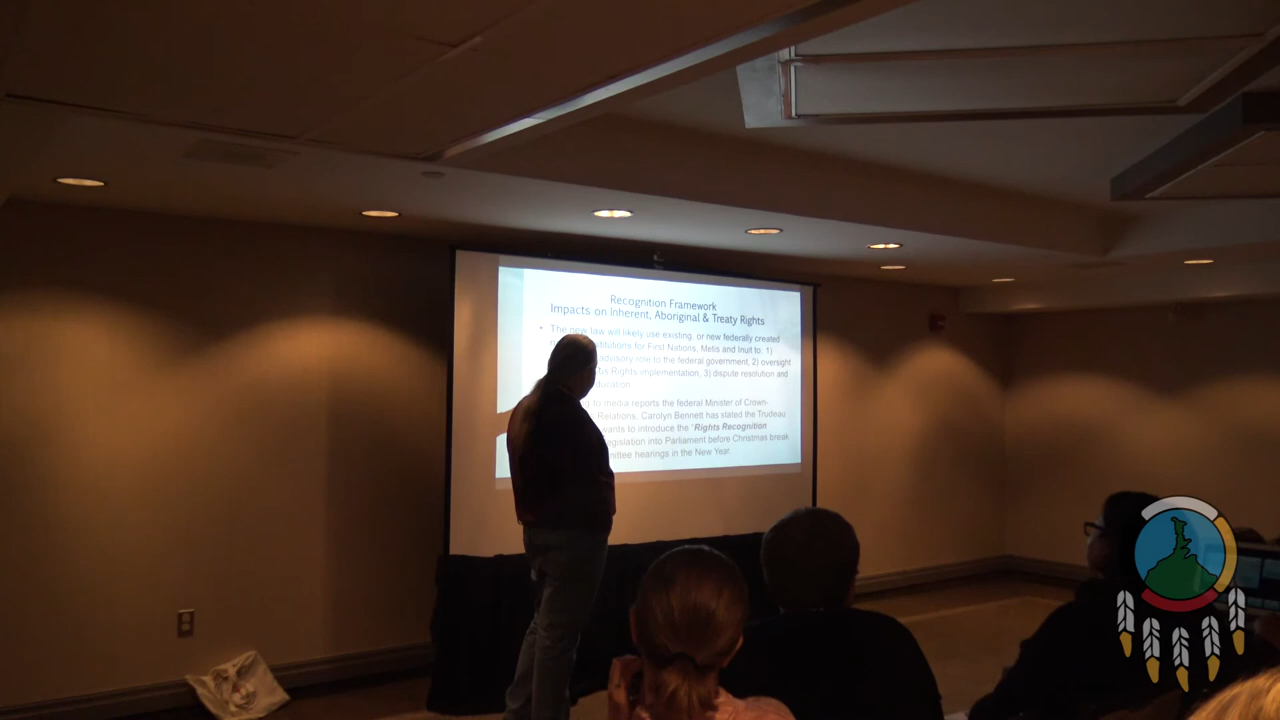 Recognition Framework
Impacts on Inherent, Aboriginal & Treaty Rights
• The new law will likely use existing, or new federally created
for First Nations, Metis and Inuit to: 1)
advisory role to the federal government, 2) oversight
Rights implementation, 3) dispute resolution and
to media reports the federal Minister of Crown-
Relations, Carolyn Bennett has stated the Trudeau
wants to introduce the "Rights Recognition
legislation into Parliament before Christmas break
hearings in the New Year.